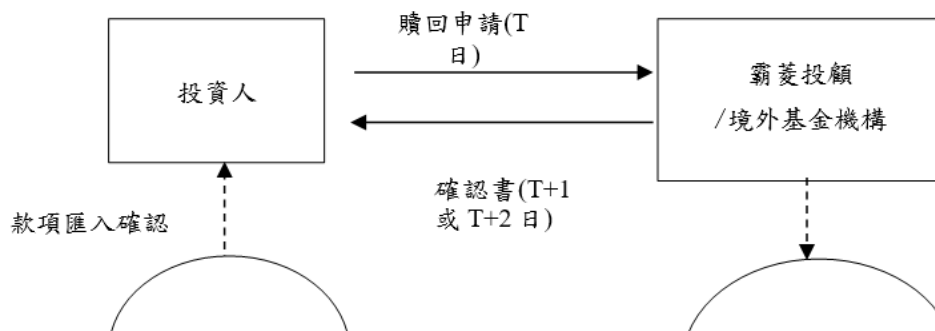 贖回申請(T
日)
投資人
霸菱投顧
/境外基金機構
確認書(T+1
或 T+2 日)
款項匯入確認